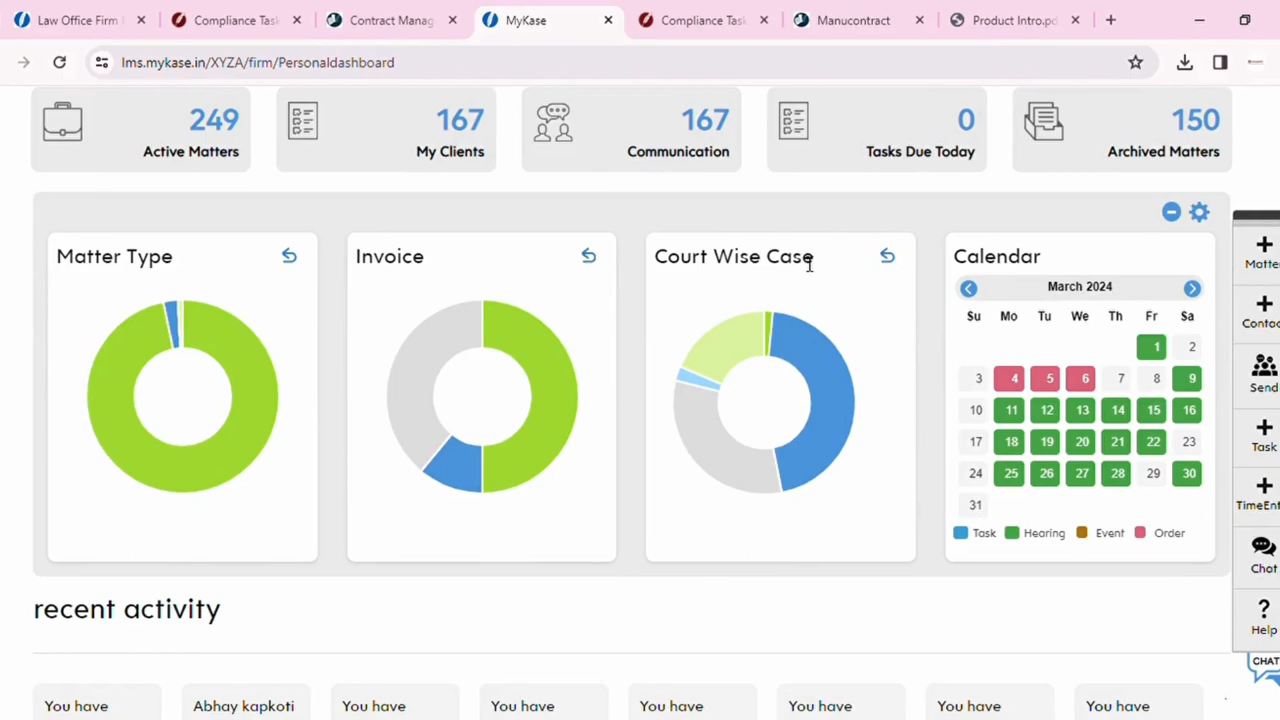 Law Office Firm
Compliance Task
Contract Manag
MyKase
Compliance Task
Manucontract
Product Intro.pd
lms.mykase.in/XYZA/firm/Personaldashboard
249
Active Matters
167
My Clients
167
Communication
0
Tasks Due Today
150
Archived Matters
Matter Type
Invoice
Court Wise Case
Calendar
March 2024
Su Mo Tu We Th Fr Sa
1 2
3 4 5 6 7 8 9
10 11 12 13 14 15 16
17 18 19 20 21 22 23
24 25 26 27 28 29 30
31
Task Hearing Event Order
Matte
Contac
Send
Task
TimeEnt
Chat
Help
CHAT
recent activity
You have
Abhay kapkoti
You have
You have
You have
You have
You have
You have